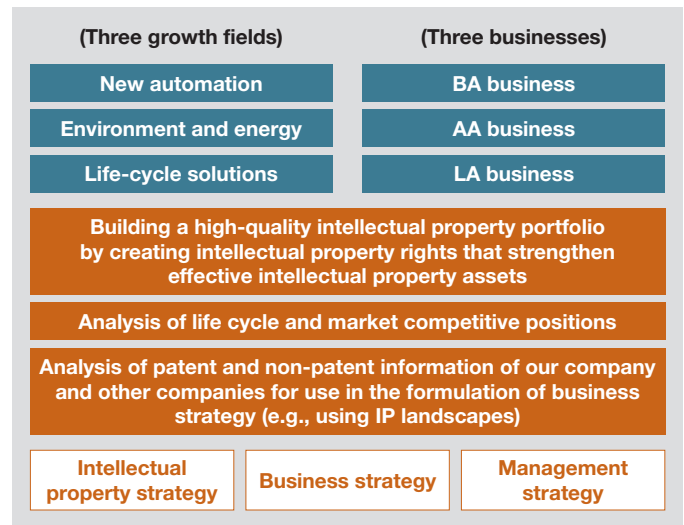 (Three growth fields)
(Three businesses)
New automation
BA business
Environment and energy
AA business
Life-cycle solutions
LA business
Building a high-quality intellectual property portfolio
by creating intellectual property rights that strengthen
effective intellectual property assets
Analysis of life cycle and market competitive positions
Analysis of patent and non-patent information of our company
and other companies for use in the formulation of business
strategy (e.g., using IP landscapes)
Intellectual
property strategy
Business strategy
Management
strategy